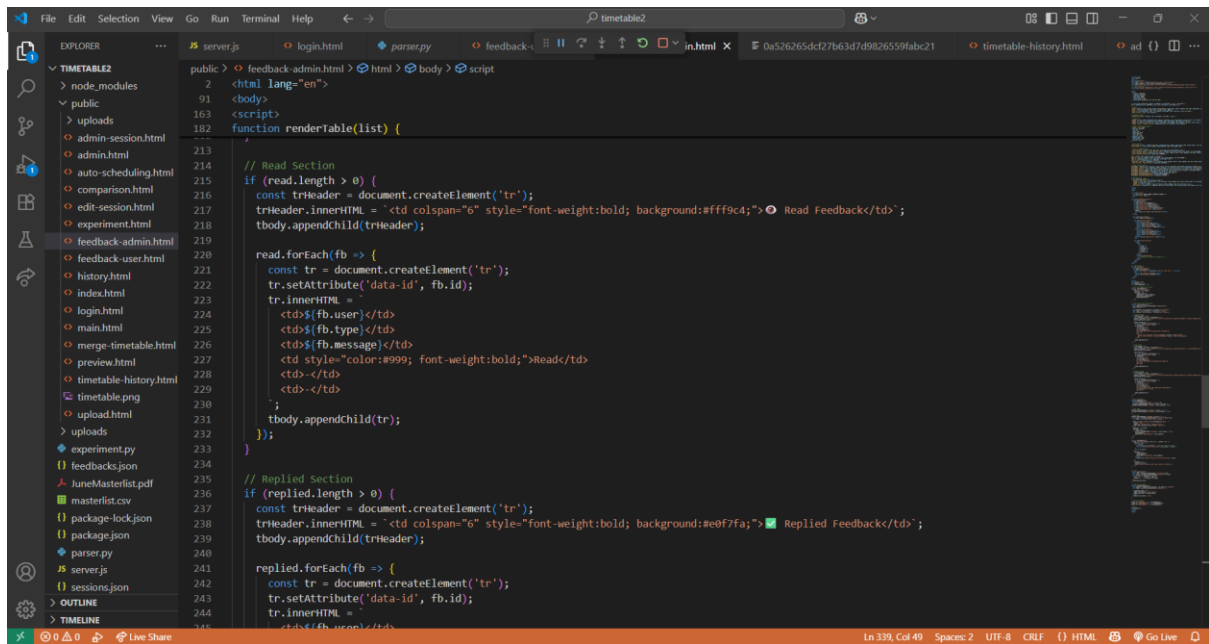 File Edit Selection View Go Run Terminal Help
timetable2
EXPLORER
TIMETABLE2
node_modules
public
uploads
admin-session.html
admin.html
auto-scheduling.html
comparison.html
edit-session.html
experiment.html
feedback-admin.html
feedback-user.html
history.html
index.html
login.html
main.html
merge-timetable.html
preview.html
timetable-history.html
timetable.png
upload.html
uploads
experiment.py
feedbacks.json
JuneMasterlist.pdf
masterlist.csv
package-lock.json
package.json
parser.py
server.js
sessions.json
OUTLINE
TIMELINE
JS server.js login.html parser.py feedback-u in.html 0a526265dcf27b63d7d9826559fabc21 timetable-history.html ad
public > feedback-admin.html > html > body > script
2 <html lang="en">
91 <body>
163 <script>
182 function renderTable(list) {
213
214 // Read Section
215 if (read.length > 0) {
216 const trHeader = document.createElement('tr');
217 trHeader.innerHTML = `<td colspan="6" style="font-weight:bold; background:#fff9c4;">👁 Read Feedback</td>`;
218 tbody.appendChild(trHeader);
219
220 read.forEach(fb => {
221 const tr = document.createElement('tr');
222 tr.setAttribute('data-id', fb.id);
223 tr.innerHTML = `
224 <td>${fb.user}</td>
225 <td>${fb.type}</td>
226 <td>${fb.message}</td>
227 <td style="color:#999; font-weight:bold;">Read</td>
228 <td>-</td>
229 <td>-</td>
230 `;
231 tbody.appendChild(tr);
232 });
233 }
234
235 // Replied Section
236 if (replied.length > 0) {
237 const trHeader = document.createElement('tr');
238 trHeader.innerHTML = `<td colspan="6" style="font-weight:bold; background:#e0f7fa;">✅ Replied Feedback</td>`;
239 tbody.appendChild(trHeader);
240
241 replied.forEach(fb => {
242 const tr = document.createElement('tr');
243 tr.setAttribute('data-id', fb.id);
244 tr.innerHTML = `
245 <td>${fb.user}</td>
0 0 Live Share Ln 339, Col 49 Spaces: 2 UTF-8 CRLF {} HTML Go Live